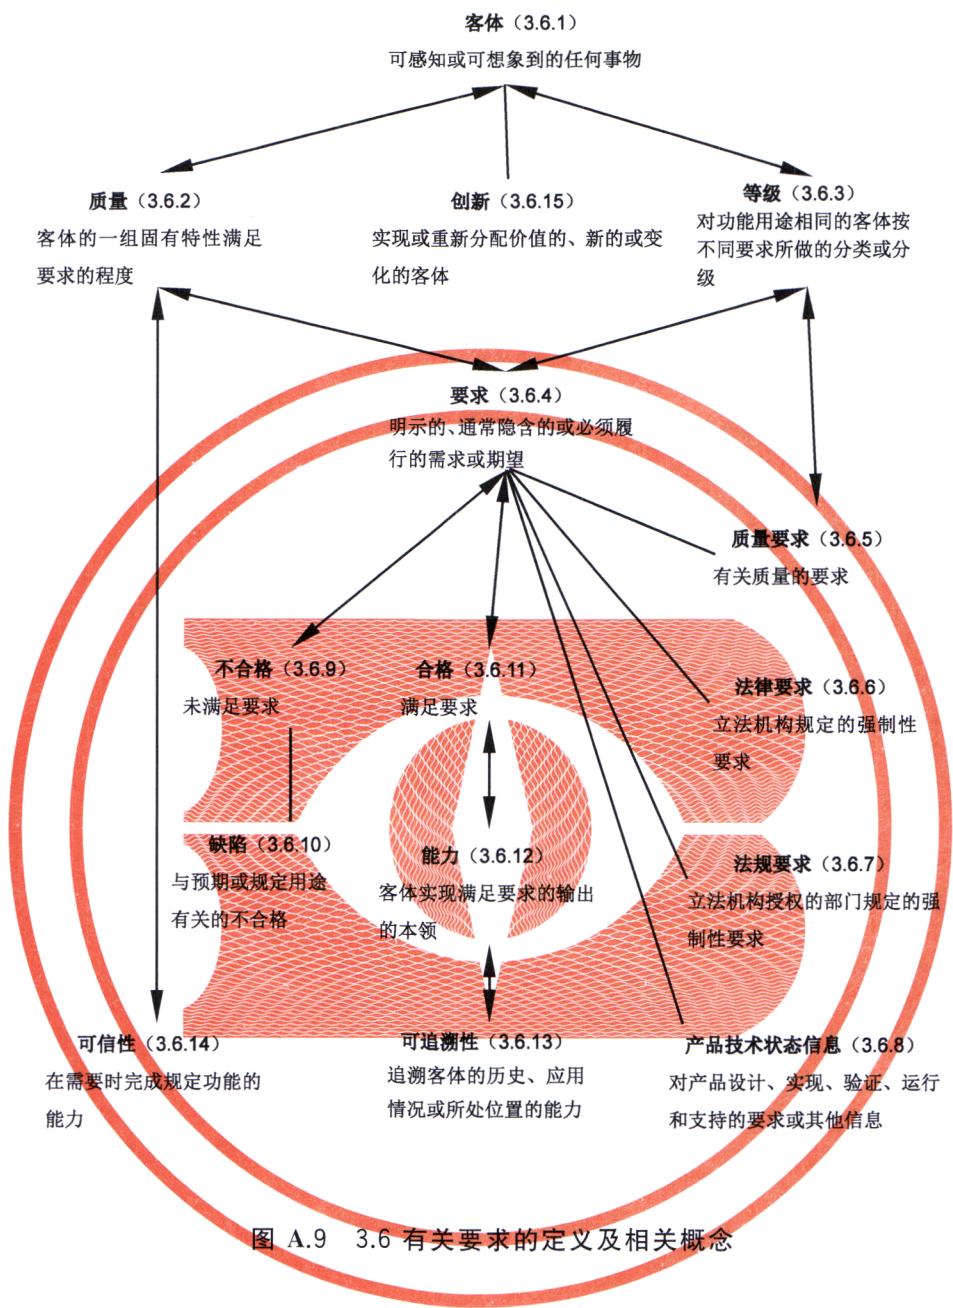 客体（3.6.1）
可感知或可想象到的任何事物
质量（3.6.2）
客体的一组固有特性满足
要求的程度
创新（3.6.15）
实现或重新分配价值的、新的或变
化的客体
等级（3.6.3）
对功能用途相同的客体按
不同要求所做的分类或分
级
要求（3.6.4）
明示的、通常隐含的或必须履
行的需求或期望
质量要求（3.6.5）
有关质量的要求
不合格（3.6.9）
未满足要求
合格（3.6.11）
满足要求
法律要求（3.6.6）
立法机构规定的强制性
要求
缺陷（3.6.10）
与预期或规定用途
有关的不合格
能力（3.6.12）
客体实现满足要求的输出
的本领
法规要求（3.6.7）
立法机构授权的部门规定的强
制性要求
可信性（3.6.14）
在需要时完成规定功能的
能力
可追溯性（3.6.13）
追溯客体的历史、应用
情况或所处位置的能力
产品技术状态信息（3.6.8）
对产品设计、实现、验证、运行
和支持的要求或其他信息
图 A.9 3.6 有关要求的定义及相关概念